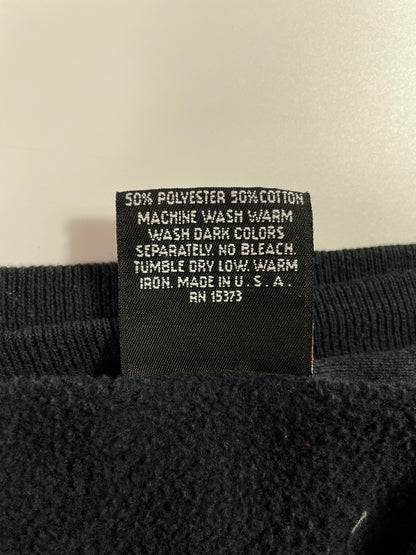 50% POLYESTER 50% COTTON
MACHINE WASH WARM
WASH DARK COLORS
SEPARATELY. NO BLEACH.
TUMBLE DRY LOW. WARM
IRON. MADE IN U.S.A.
RN 15373